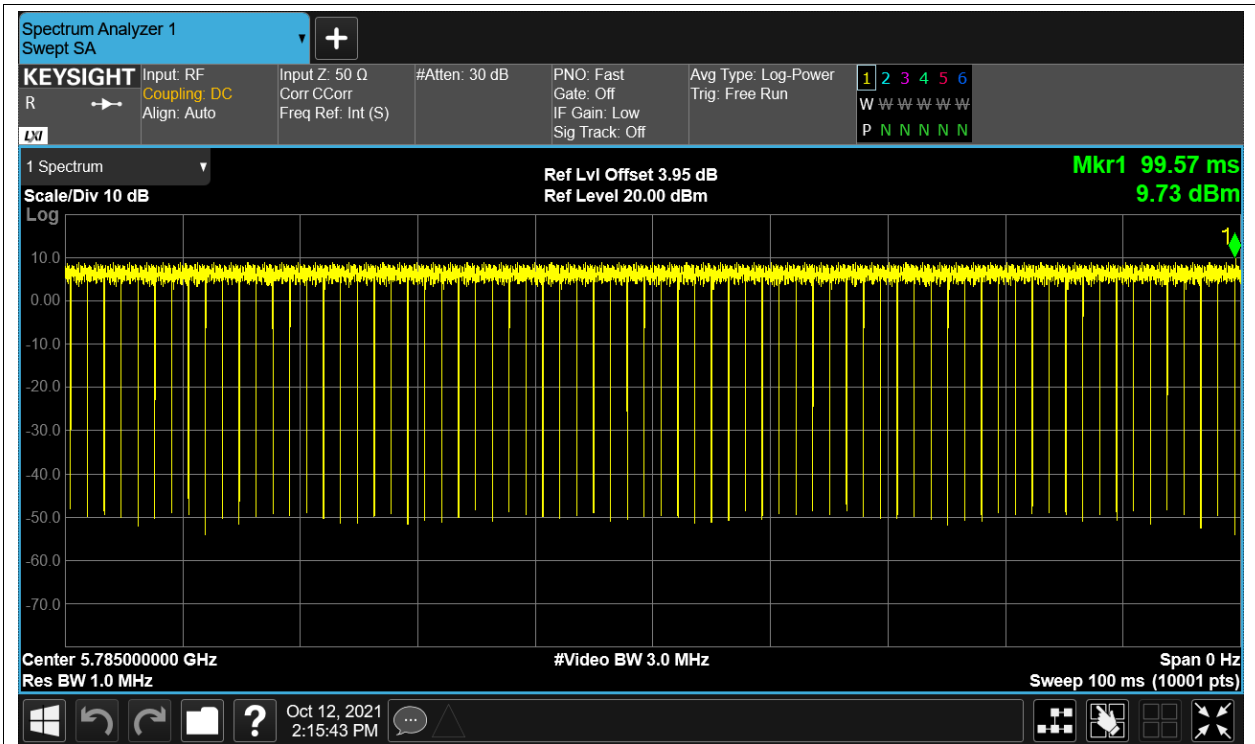 Spectrum Analyzer 1
Swept SA
KEYSIGHT
R
LXI
Input: RF
Coupling: DC
Align: Auto
Input Z: 50 Ω
Corr CCorr
Freq Ref: Int (S)
#Atten: 30 dB
PNO: Fast
Gate: Off
IF Gain: Low
Sig Track: Off
Avg Type: Log-Power
Trig: Free Run
1 2 3 4 5 6
W W W W W W
P N N N N N
1 Spectrum
Scale/Div 10 dB
Ref Lvl Offset 3.95 dB
Ref Level 20.00 dBm
Mkr1 99.57 ms
9.73 dBm
Log
1
10.0
0.00
-10.0
-20.0
-30.0
-40.0
-50.0
-60.0
-70.0
Center 5.785000000 GHz
#Video BW 3.0 MHz
Span 0 Hz
Res BW 1.0 MHz
Sweep 100 ms (10001 pts)
?
Oct 12, 2021
2:15:43 PM